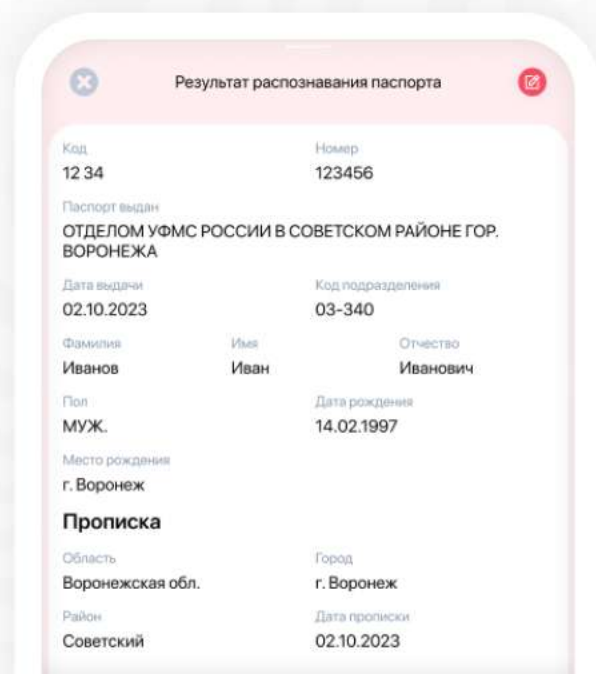 Результат распознавания паспорта
Код Номер
12 34 123456
Паспорт выдан
ОТДЕЛОМ УФМС РОССИИ В СОВЕТСКОМ РАЙОНЕ ГОР.
ВОРОНЕЖА
Дата выдачи Код подразделения
02.10.2023 03-340
Фамилия Имя Отчество
Иванов Иван Иванович
Пол Дата рождения
МУЖ. 14.02.1997
Место рождения
г. Воронеж
Прописка
Область Город
Воронежская обл. г. Воронеж
Район Дата прописки
Советский 02.10.2023